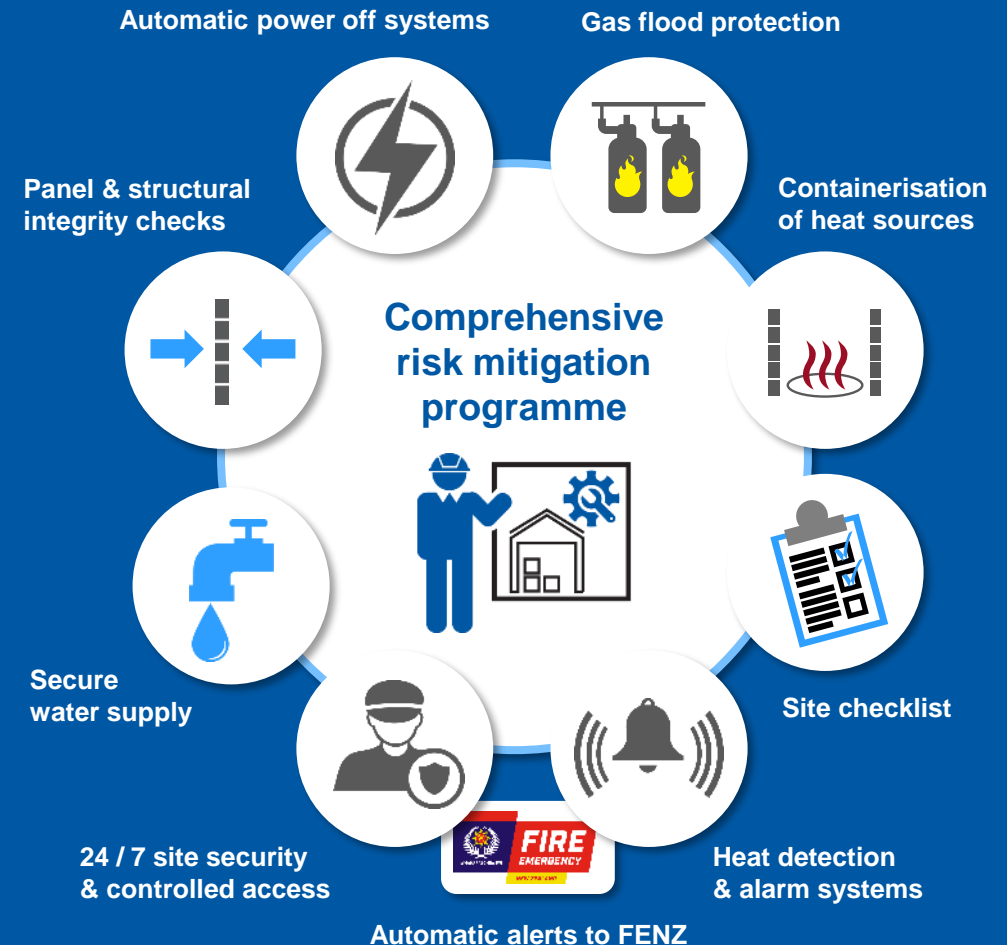 Automatic power off systems
Gas flood protection
Panel & structural
integrity checks
Containerisation
of heat sources
Comprehensive
risk mitigation
programme
Secure
water supply
Site checklist
24 / 7 site security
& controlled access
FIRE
EMERGENCY
NEW ZEALAND
Heat detection
& alarm systems
Automatic alerts to FENZ